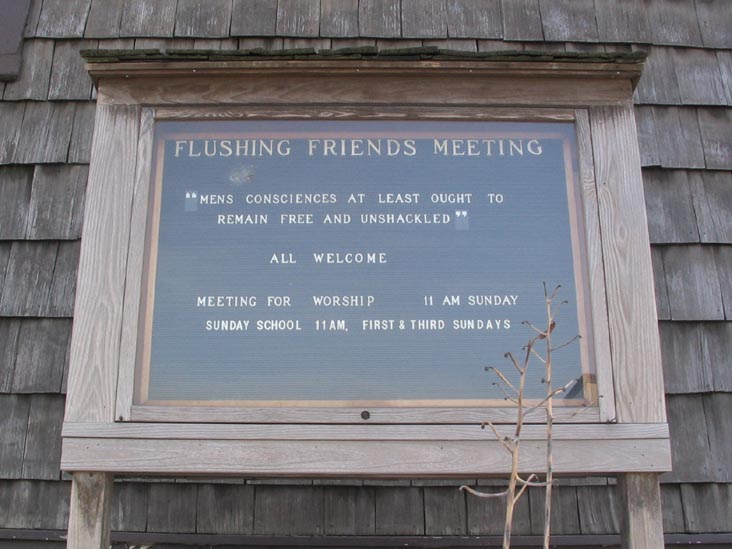 FLUSHING FRIENDS MEETING
"MENS CONSCIENCES AT LEAST OUGHT TO
REMAIN FREE AND UNSHACKLED"
ALL WELCOME
MEETING FOR WORSHIP 11 AM SUNDAY
SUNDAY SCHOOL 11AM, FIRST & THIRD SUNDAYS